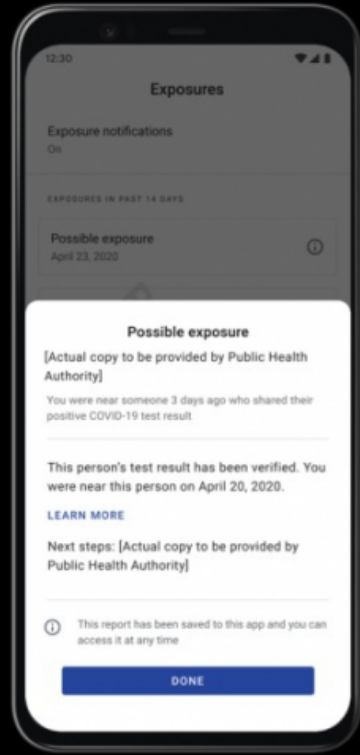 12:30
Exposures
Exposure notifications
On
EXPOSURES IN PAST 14 DAYS
Possible exposure
April 23, 2020
Possible exposure
[Actual copy to be provided by Public Health
Authority]
You were near someone 3 days ago who shared their
positive COVID-19 test result
This person's test result has been verified. You
were near this person on April 20, 2020.
LEARN MORE
Next steps: [Actual copy to be provided by
Public Health Authority]
This report has been saved to this app and you can
access it at any time
DONE